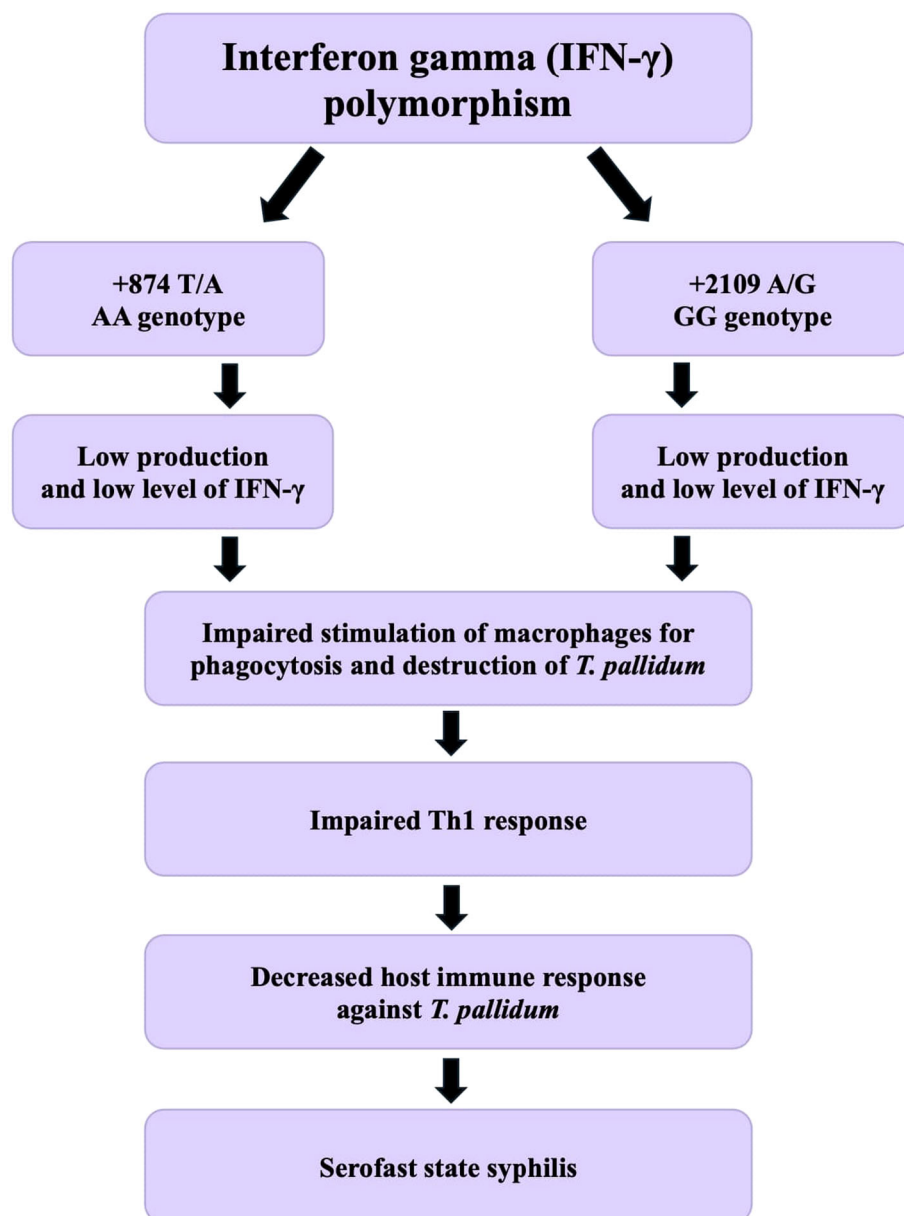 Interferon gamma (IFN-γ)
polymorphism
+874 T/A
AA genotype
+2109 A/G
GG genotype
Low production
and low level of IFN-γ
Low production
and low level of IFN-γ
Impaired stimulation of macrophages for
phagocytosis and destruction of T. pallidum
Impaired Th1 response
Decreased host immune response
against T. pallidum
Serofast state syphilis